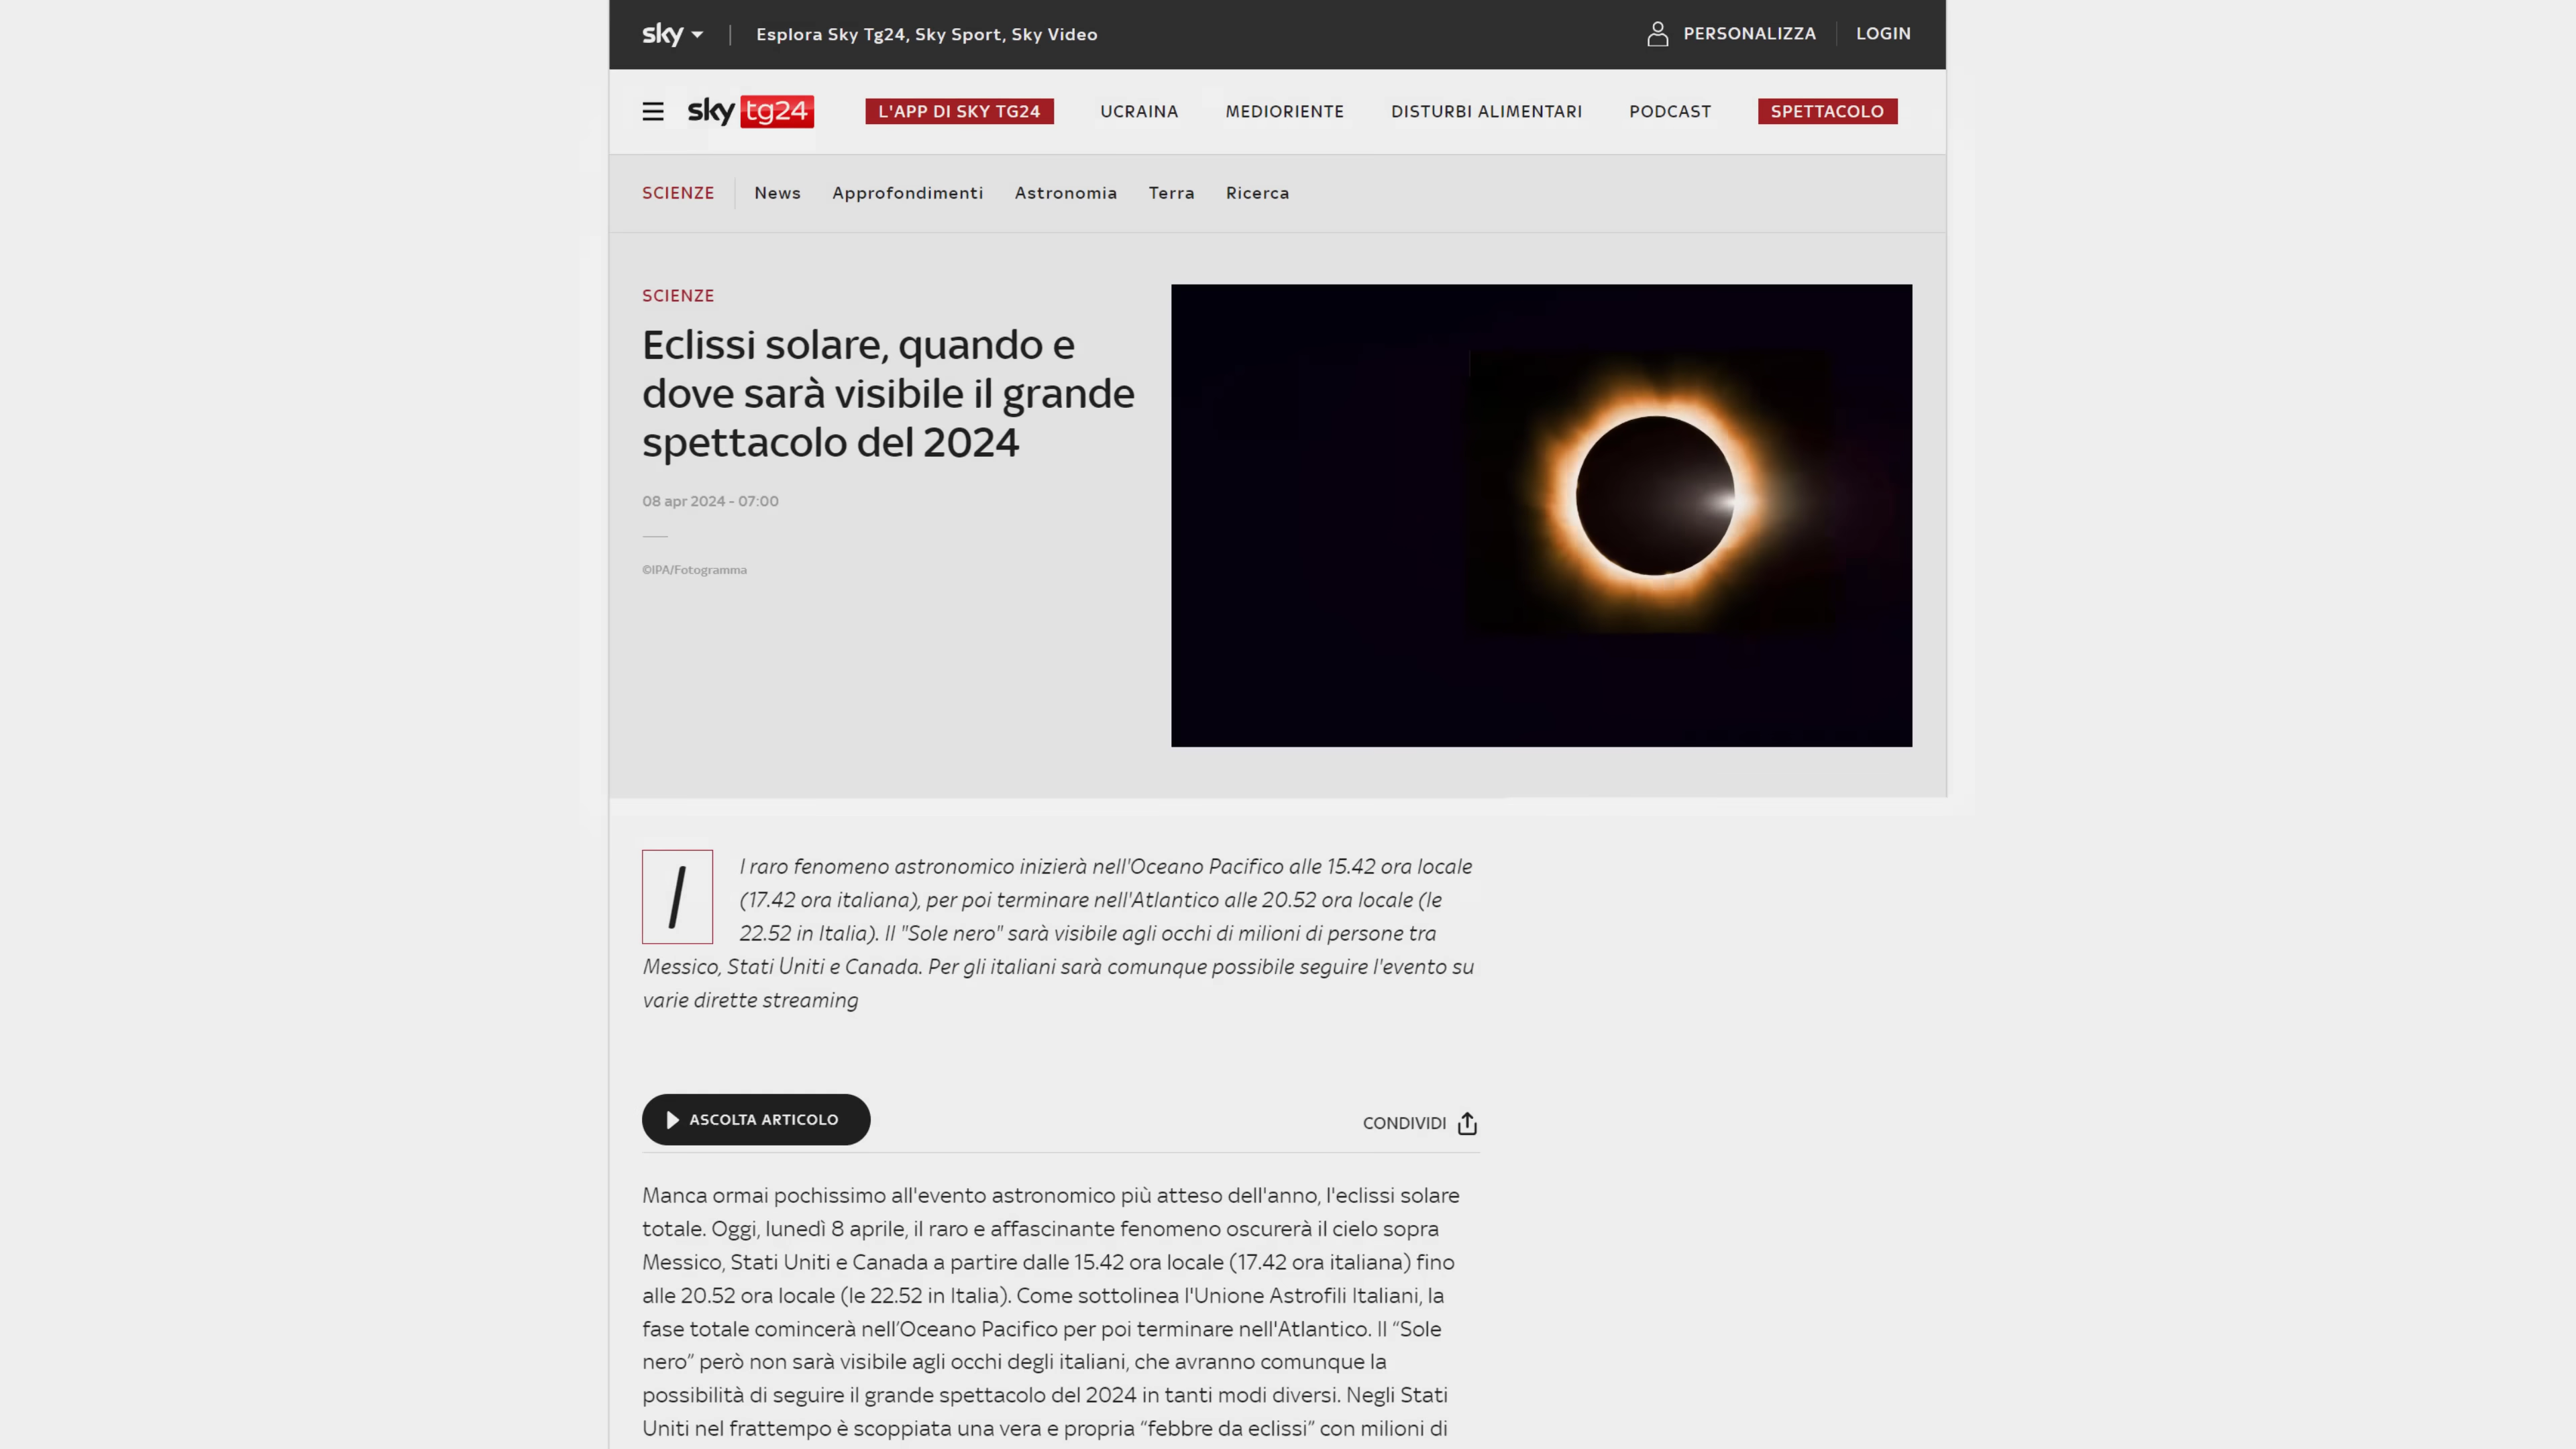 sky | Esplora Sky Tg24, Sky Sport, Sky Video PERSONALIZZA LOGIN
sky tg24 L'APP DI SKY TG24 UCRAINA MEDIORIENTE DISTURBI ALIMENTARI PODCAST SPETTACOLO
SCIENZE News Approfondimenti Astronomia Terra Ricerca
SCIENZE
Eclissi solare, quando e
dove sarà visibile il grande
spettacolo del 2024
08 apr 2024 - 07:00
©IPA/Fotogramma
I l raro fenomeno astronomico inizierà nell'Oceano Pacifico alle 15.42 ora locale
(17.42 ora italiana), per poi terminare nell'Atlantico alle 20.52 ora locale (le
22.52 in Italia). Il "Sole nero" sarà visibile agli occhi di milioni di persone tra
Messico, Stati Uniti e Canada. Per gli italiani sarà comunque possibile seguire l'evento su
varie dirette streaming
ASCOLTA ARTICOLO
CONDIVIDI
Manca ormai pochissimo all'evento astronomico più atteso dell'anno, l'eclissi solare
totale. Oggi, lunedì 8 aprile, il raro e affascinante fenomeno oscurerà il cielo sopra
Messico, Stati Uniti e Canada a partire dalle 15.42 ora locale (17.42 ora italiana) fino
alle 20.52 ora locale (le 22.52 in Italia). Come sottolinea l'Unione Astrofili Italiani, la
fase totale comincerà nell’Oceano Pacifico per poi terminare nell'Atlantico. Il “Sole
nero” però non sarà visibile agli occhi degli italiani, che avranno comunque la
possibilità di seguire il grande spettacolo del 2024 in tanti modi diversi. Negli Stati
Uniti nel frattempo è scoppiata una vera e propria “febbre da eclissi” con milioni di